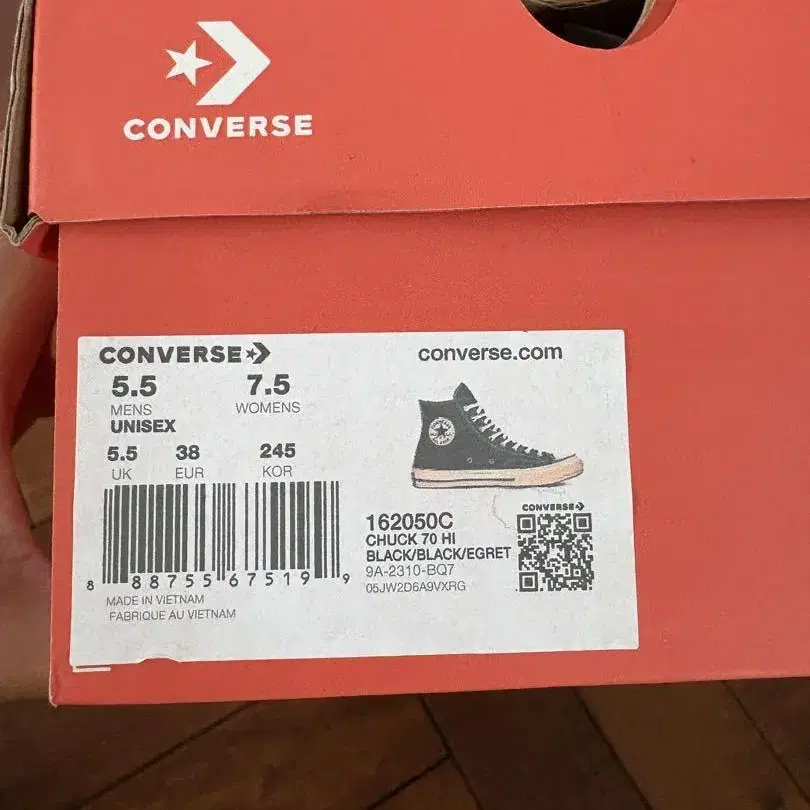 CONVERSE
CONVERSE
converse.com
5.5 7.5
MENS WOMENS
UNISEX
5.5 38 245
UK EUR KOR
8 88755 67519 9
MADE IN VIETNAM
FABRIQUE AU VIETNAM
162050C
CHUCK 70 HI
BLACK/BLACK/EGRET
9A-2310-BQ7
05JW2D6A9VXRG
CONVERSE